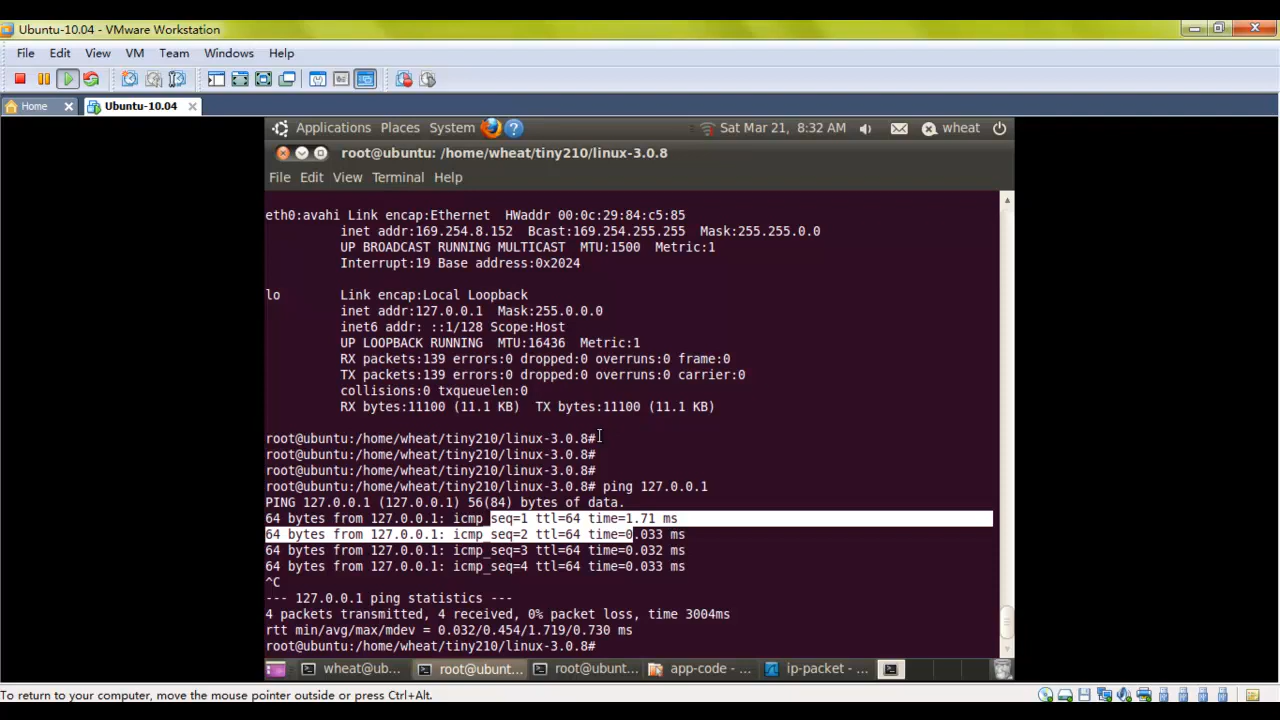 Ubuntu-10.04 - VMware Workstation
File Edit View VM Team Windows Help
Home Ubuntu-10.04
Applications Places System Sat Mar 21, 8:32 AM wheat
root@ubuntu: /home/wheat/tiny210/linux-3.0.8
File Edit View Terminal Help
eth0:avahi Link encap:Ethernet HWaddr 00:0c:29:84:c5:85
inet addr:169.254.8.152 Bcast:169.254.255.255 Mask:255.255.0.0
UP BROADCAST RUNNING MULTICAST MTU:1500 Metric:1
Interrupt:19 Base address:0x2024
lo Link encap:Local Loopback
inet addr:127.0.0.1 Mask:255.0.0.0
inet6 addr: ::1/128 Scope:Host
UP LOOPBACK RUNNING MTU:16436 Metric:1
RX packets:139 errors:0 dropped:0 overruns:0 frame:0
TX packets:139 errors:0 dropped:0 overruns:0 carrier:0
collisions:0 txqueuelen:0
RX bytes:11100 (11.1 KB) TX bytes:11100 (11.1 KB)
root@ubuntu:/home/wheat/tiny210/linux-3.0.8#
root@ubuntu:/home/wheat/tiny210/linux-3.0.8#
root@ubuntu:/home/wheat/tiny210/linux-3.0.8#
root@ubuntu:/home/wheat/tiny210/linux-3.0.8# ping 127.0.0.1
PING 127.0.0.1 (127.0.0.1) 56(84) bytes of data.
64 bytes from 127.0.0.1: icmp_seq=1 ttl=64 time=1.71 ms
64 bytes from 127.0.0.1: icmp_seq=2 ttl=64 time=0.033 ms
64 bytes from 127.0.0.1: icmp_seq=3 ttl=64 time=0.032 ms
64 bytes from 127.0.0.1: icmp_seq=4 ttl=64 time=0.033 ms
^C
--- 127.0.0.1 ping statistics ---
4 packets transmitted, 4 received, 0% packet loss, time 3004ms
rtt min/avg/max/mdev = 0.032/0.454/1.719/0.730 ms
root@ubuntu:/home/wheat/tiny210/linux-3.0.8#
wheat@ub... root@ubunt... root@ubunt... app-code - ... ip-packet - ...
To return to your computer, move the mouse pointer outside or press Ctrl+Alt.